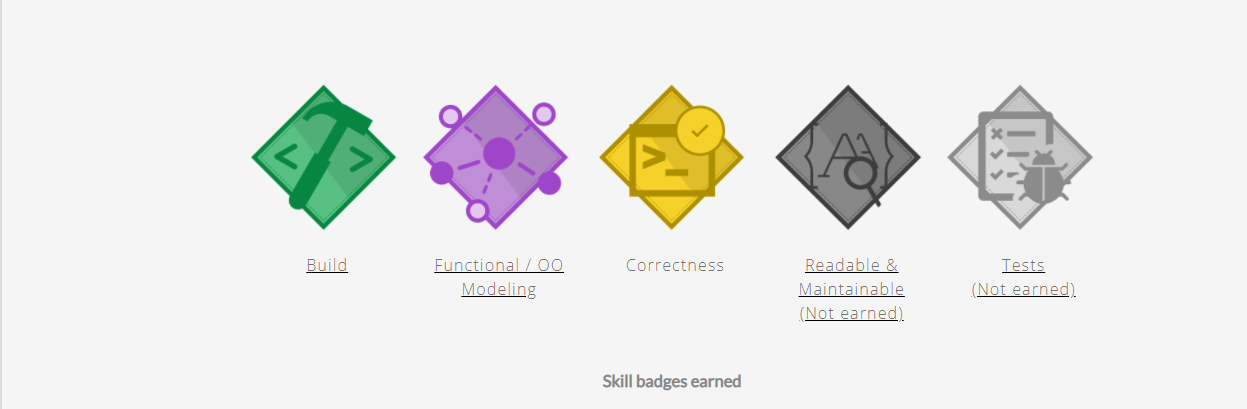 Build
Functional / OO
Modeling
Correctness
Readable &
Maintainable
(Not earned)
Tests
(Not earned)
Skill badges earned